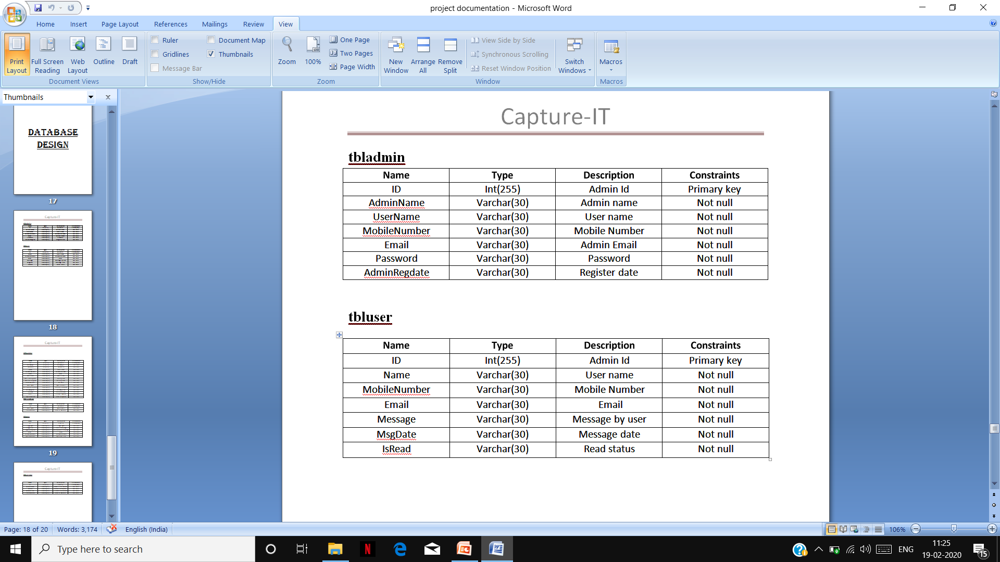 project documentation - Microsoft Word
Home Insert Page Layout References Mailings Review View
Print Layout
Full Screen Reading
Web Layout
Outline
Draft
Document Views
Ruler
Gridlines
Message Bar
Document Map
Thumbnails
Show/Hide
Zoom
100%
One Page
Two Pages
Page Width
Zoom
New Window
Arrange All
Remove Split
View Side by Side
Synchronous Scrolling
Reset Window Position
Switch Windows
Window
Macros
Macros
Thumbnails
DATABASE
DESIGN
17
Capture-IT
18
Capture-IT
19
Capture-IT
Capture-IT
tbladmin
Name Type Description Constraints
ID Int(255) Admin Id Primary key
AdminName Varchar(30) Admin name Not null
UserName Varchar(30) User name Not null
MobileNumber Varchar(30) Mobile Number Not null
Email Varchar(30) Admin Email Not null
Password Varchar(30) Password Not null
AdminRegdate Varchar(30) Register date Not null
tbluser
Name Type Description Constraints
ID Int(255) Admin Id Primary key
Name Varchar(30) User name Not null
MobileNumber Varchar(30) Mobile Number Not null
Email Varchar(30) Email Not null
Message Varchar(30) Message by user Not null
MsgDate Varchar(30) Message date Not null
IsRead Varchar(30) Read status Not null
Page: 18 of 20 Words: 3,174 English (India) 106%
Type here to search
ENG
11:25
19-02-2020
15